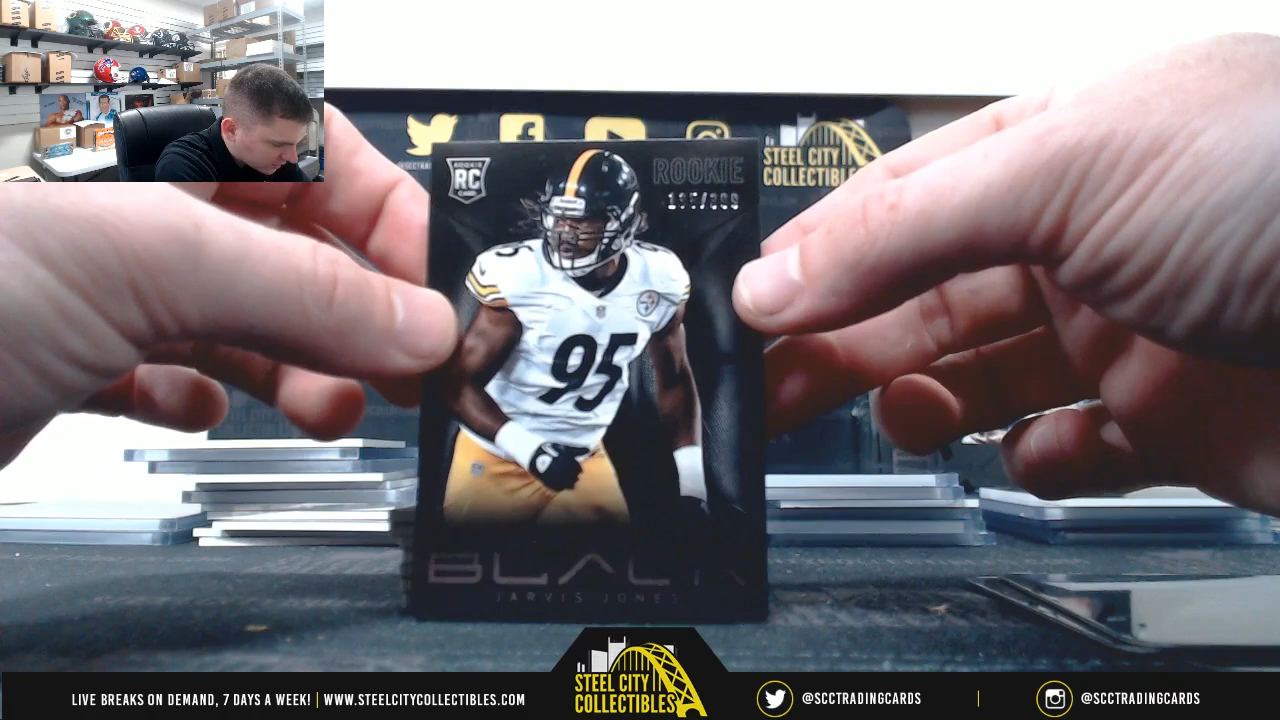 ROOKIE
RC
CARD
ROOKIE
95
BLACK
JARVIS JONES
STEEL CITY
COLLECTIBLES
STEEL CITY
COLLECTIBLES
LIVE BREAKS ON DEMAND, 7 DAYS A WEEK! | WWW.STEELCITYCOLLECTIBLES.COM
@SCCTRADINGCARDS
@SCCTRADINGCARDS